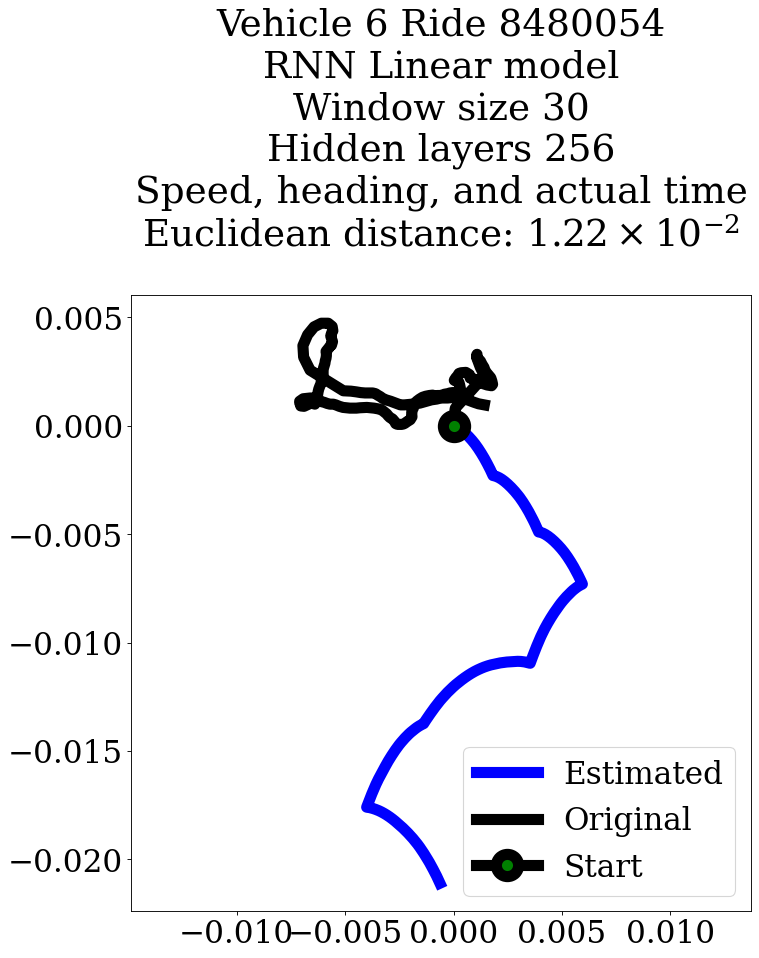 Vehicle 6 Ride 8480054
RNN Linear model
Window size 30
Hidden layers 256
Speed, heading, and actual time
Euclidean distance: 1.22 × 10⁻²
0.005
0.000
−0.005
−0.010
−0.015
−0.020
Estimated
Original
Start
−0.010 −0.005 0.000 0.005 0.010